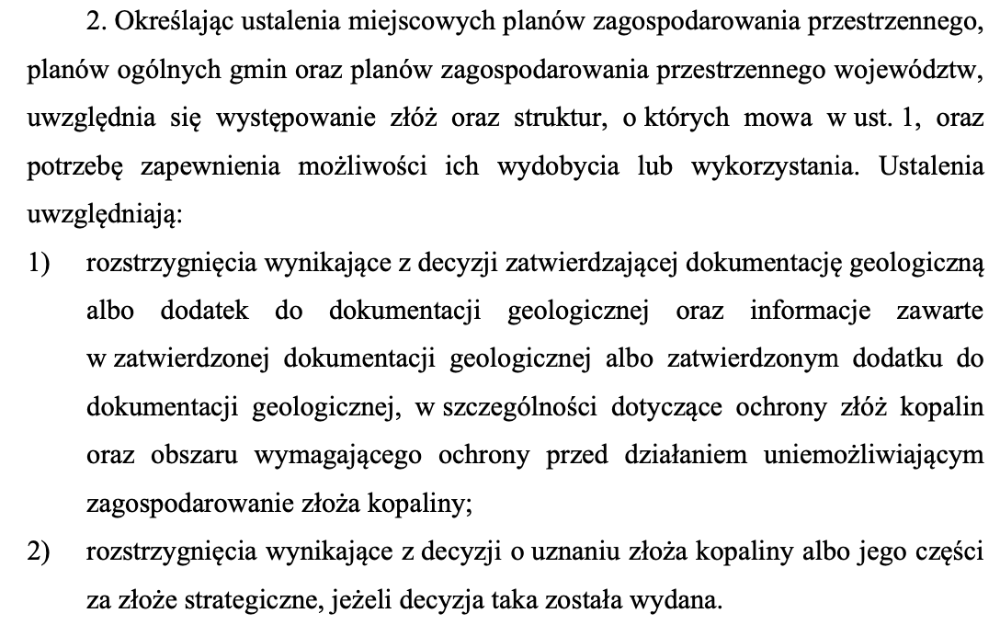 2. Określając ustalenia miejscowych planów zagospodarowania przestrzennego,
planów ogólnych gmin oraz planów zagospodarowania przestrzennego województw,
uwzględnia się występowanie złóż oraz struktur, o których mowa w ust. 1, oraz
potrzebę zapewnienia możliwości ich wydobycia lub wykorzystania. Ustalenia
uwzględniają:
1) rozstrzygnięcia wynikające z decyzji zatwierdzającej dokumentację geologiczną
albo dodatek do dokumentacji geologicznej oraz informacje zawarte
w zatwierdzonej dokumentacji geologicznej albo zatwierdzonym dodatku do
dokumentacji geologicznej, w szczególności dotyczące ochrony złóż kopalin
oraz obszaru wymagającego ochrony przed działaniem uniemożliwiającym
zagospodarowanie złoża kopaliny;
2) rozstrzygnięcia wynikające z decyzji o uznaniu złoża kopaliny albo jego części
za złoże strategiczne, jeżeli decyzja taka została wydana.